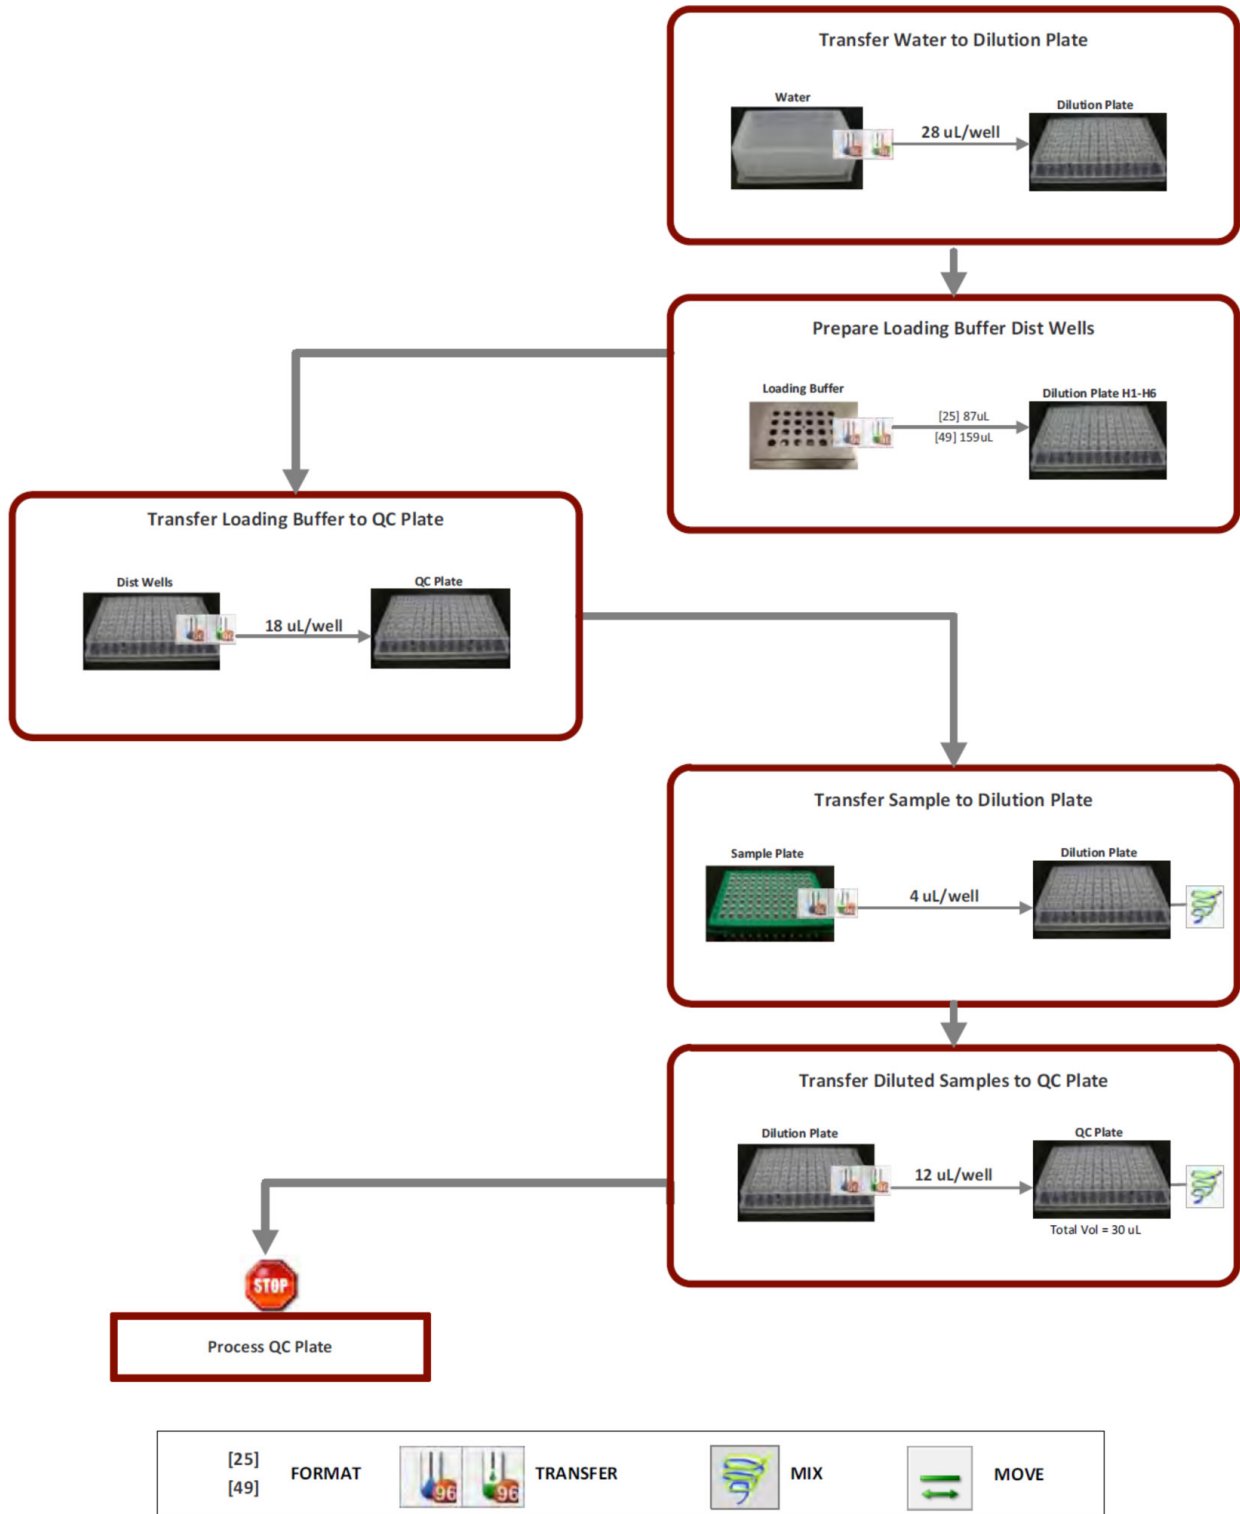 Transfer Water to Dilution Plate
Water
Dilution Plate
28 uL/well
Prepare Loading Buffer Dist Wells
Loading Buffer
Dilution Plate H1-H6
[25] 87uL
[49] 159uL
Transfer Loading Buffer to QC Plate
Dist Wells
QC Plate
18 uL/well
Transfer Sample to Dilution Plate
Sample Plate
Dilution Plate
4 uL/well
Transfer Diluted Samples to QC Plate
Dilution Plate
QC Plate
12 uL/well
Total Vol = 30 uL
STOP
Process QC Plate
[25]
[49]
FORMAT
96
96
TRANSFER
MIX
MOVE